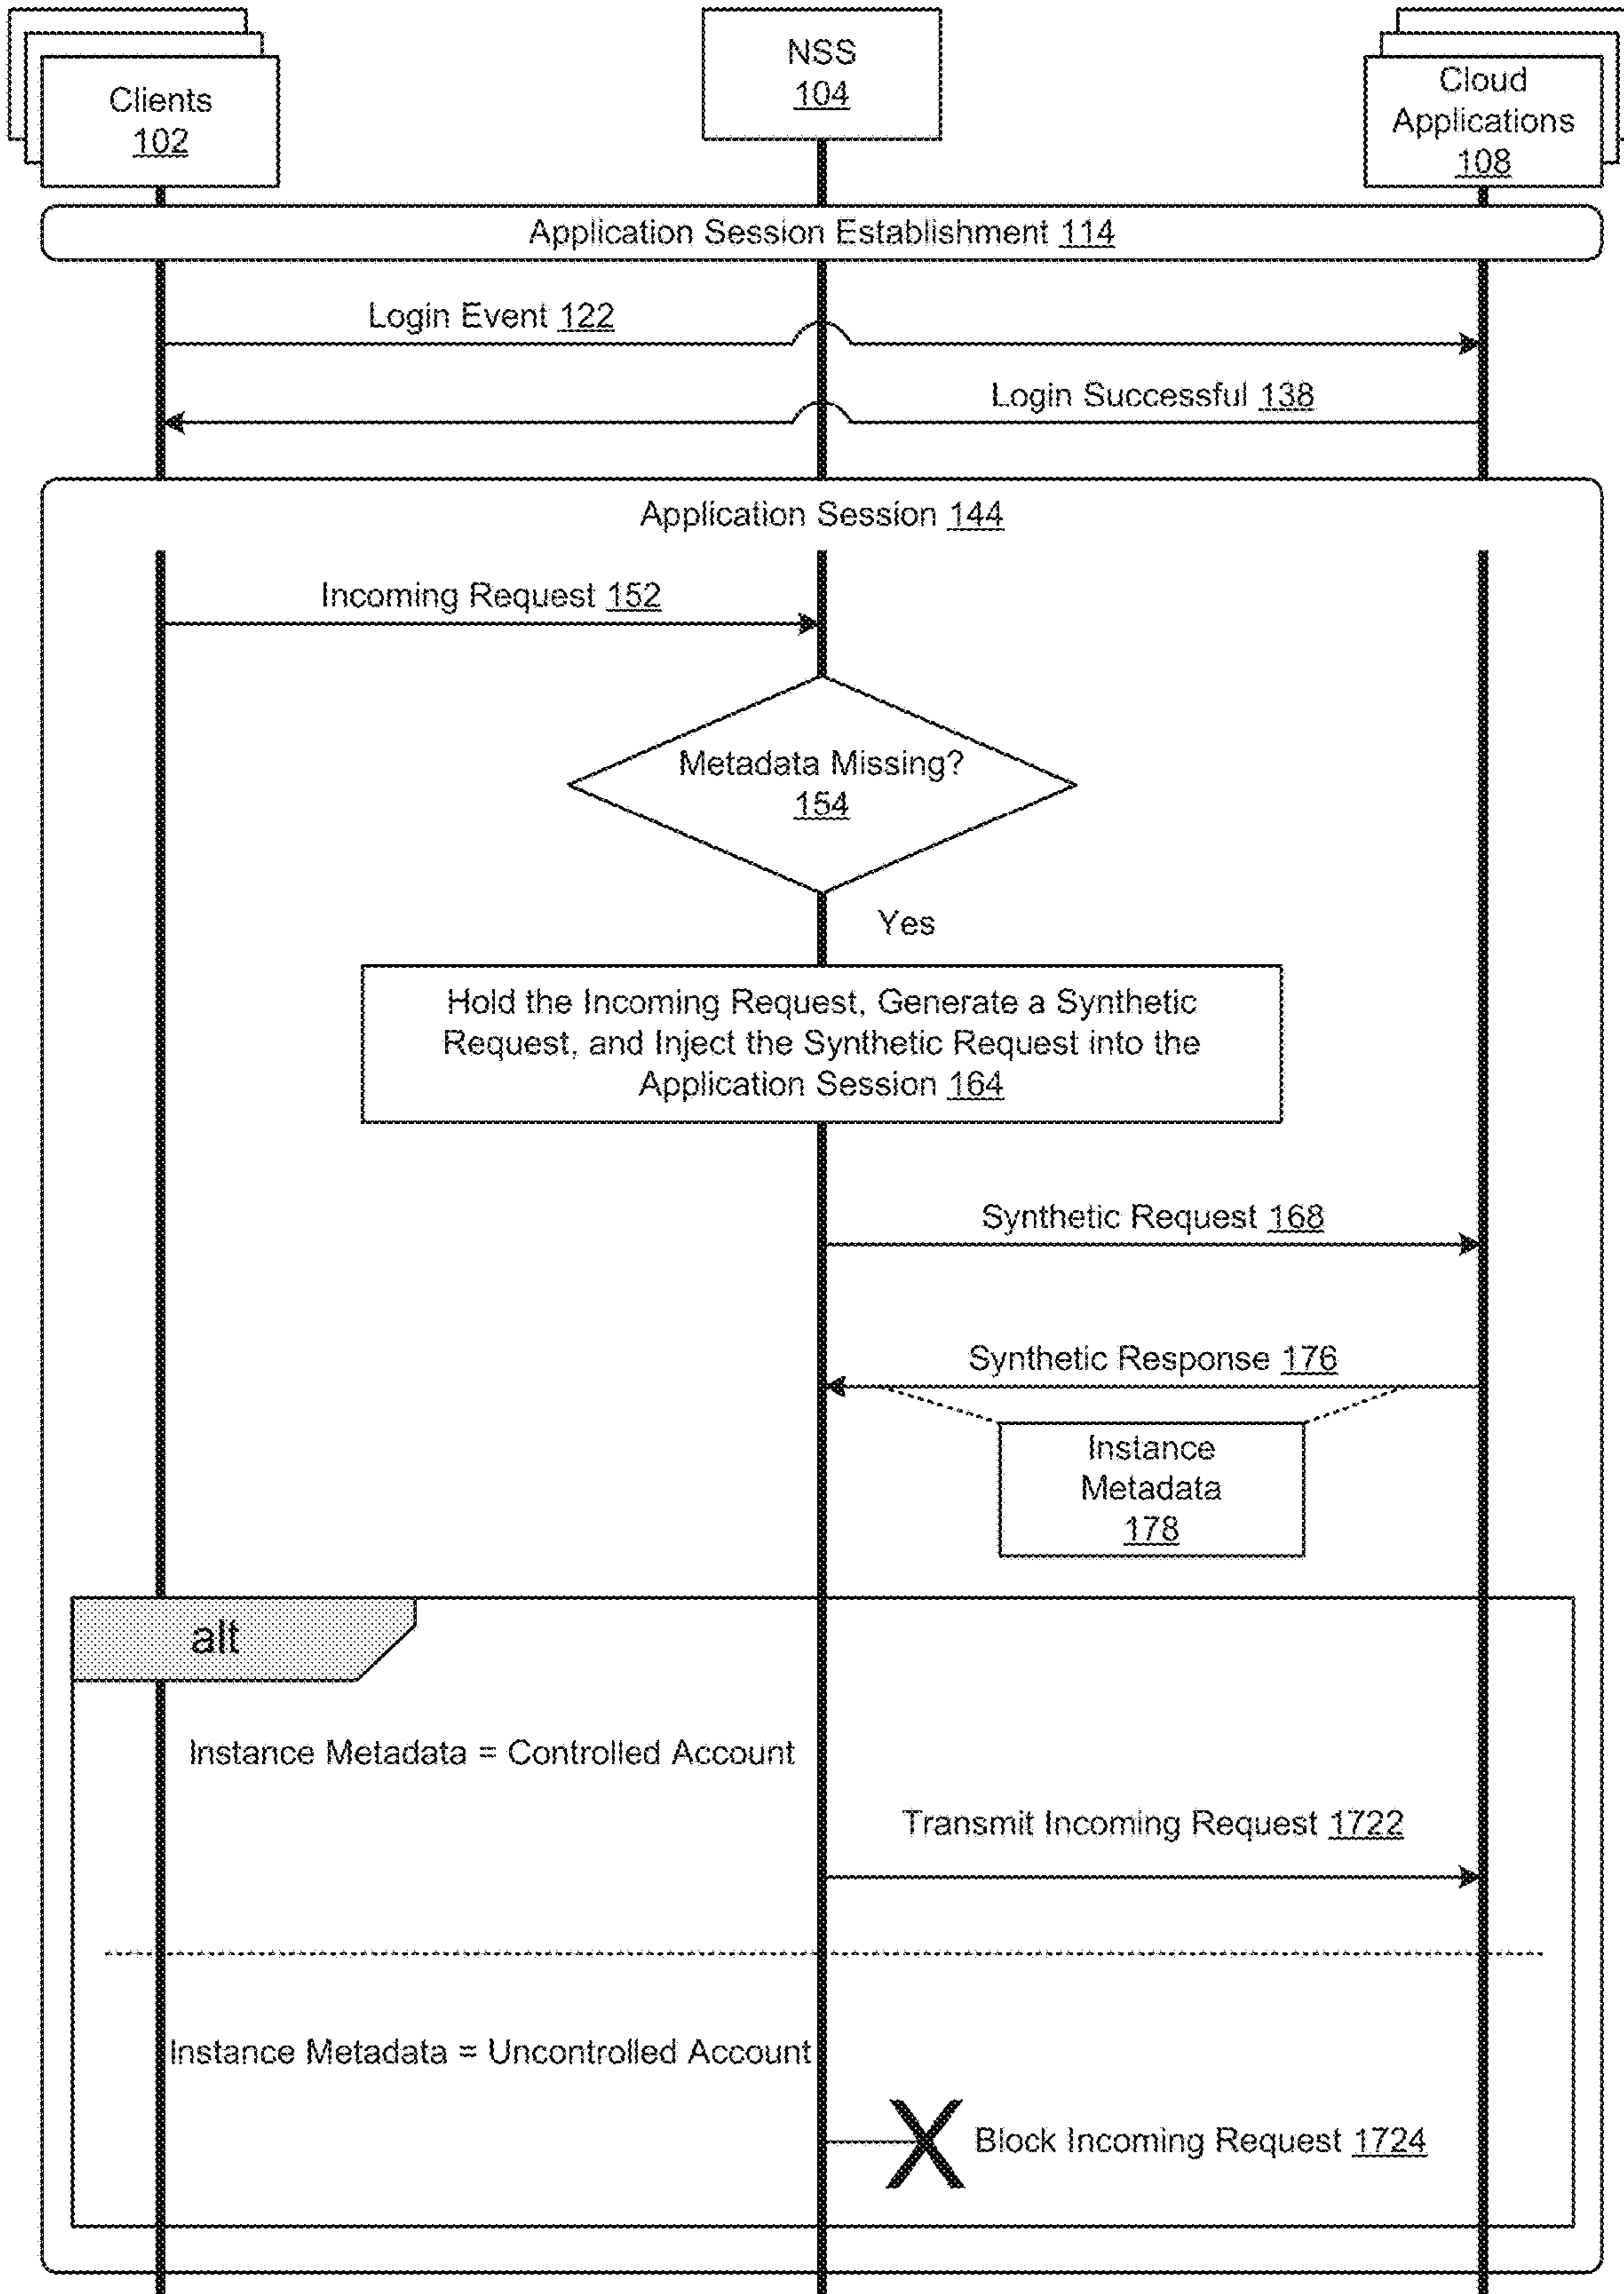 Clients
102
NSS
104
Cloud
Applications
108
Application Session Establishment 114
Login Event 122
Login Successful 138
Application Session 144
Incoming Request 152
Metadata Missing?
154
Yes
Hold the Incoming Request, Generate a Synthetic
Request, and Inject the Synthetic Request into the
Application Session 164
Synthetic Request 168
Synthetic Response 176
Instance
Metadata
178
alt
Instance Metadata = Controlled Account
Transmit Incoming Request 1722
Instance Metadata = Uncontrolled Account
Block Incoming Request 1724